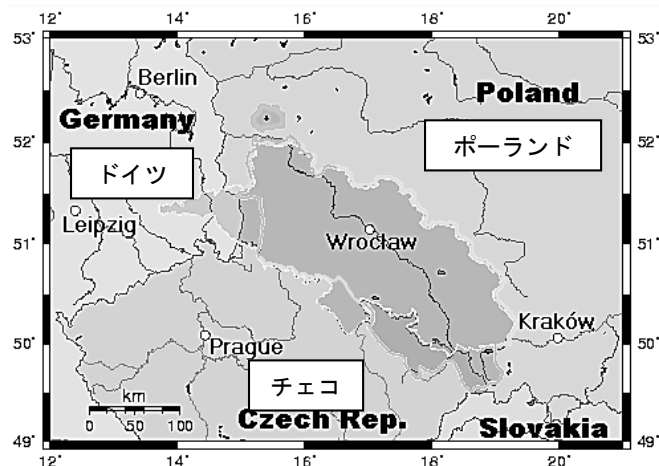 12° 14° 16° 18° 20°
53° 53°
Berlin
Poland
Germany
52° 52°
ポーランド
ドイツ
Leipzig
51° 51°
Wrocław
Kraków
50° 50°
Prague
チェコ
km
0 50 100
Czech Rep.
Slovakia
49° 49°
12° 14° 16° 18° 20°